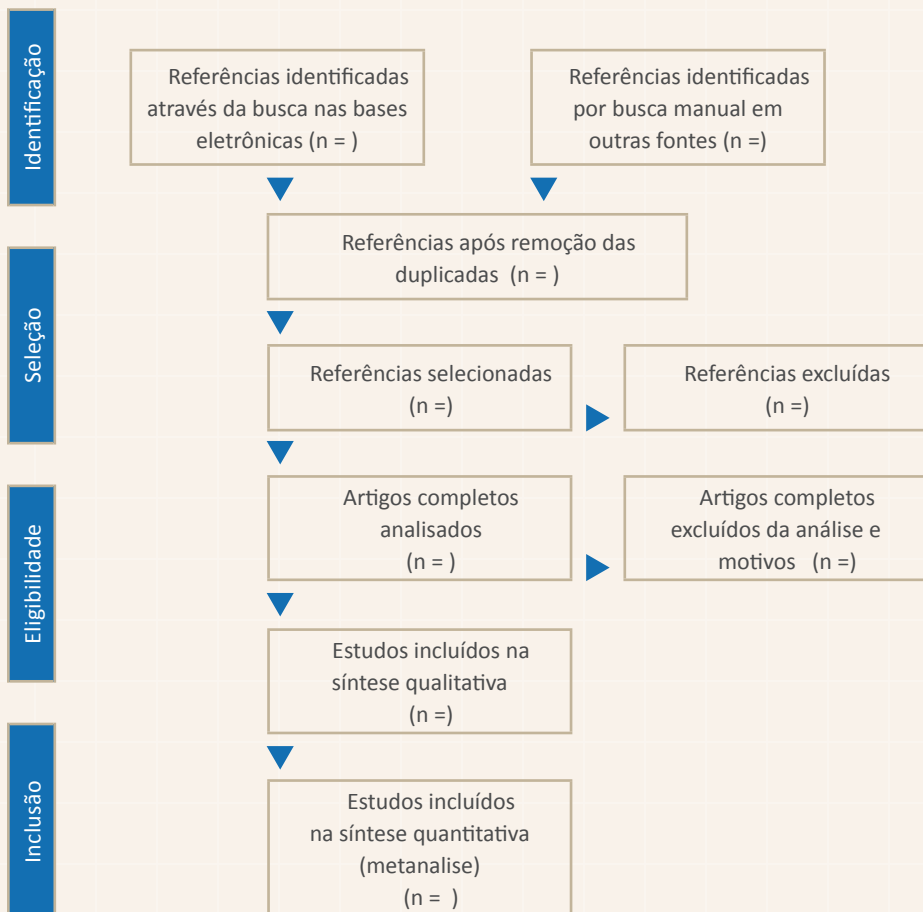 Identificação
Referências identificadas
através da busca nas bases
eletrônicas (n = )
Referências identificadas
por busca manual em
outras fontes (n =)
Referências após remoção das
duplicadas (n = )
Seleção
Referências selecionadas
(n =)
Referências excluídas
(n =)
Eligibilidade
Artigos completos
analisados
(n = )
Artigos completos
excluídos da análise e
motivos (n =)
Estudos incluídos na
síntese qualitativa
(n =)
Inclusão
Estudos incluídos
na síntese quantitativa
(metanalise)
(n = )